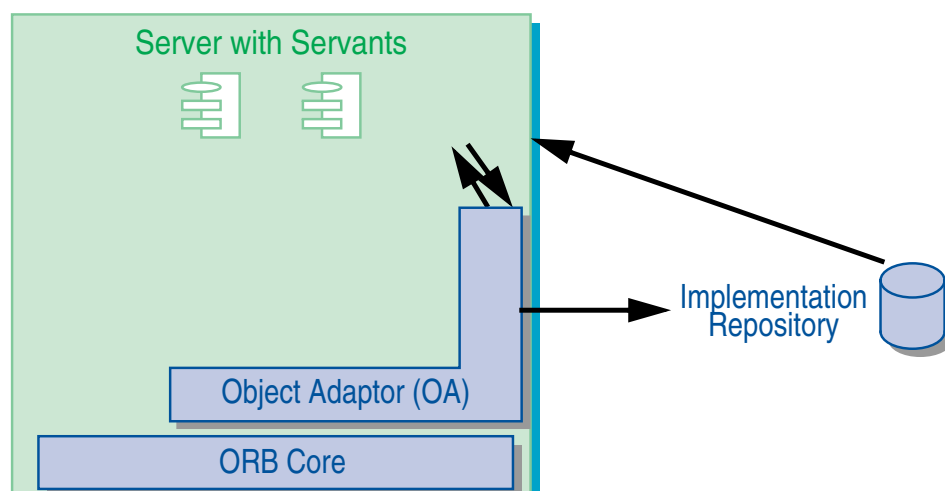 Server with Servants
Implementation
Repository
Object Adaptor (OA)
ORB Core